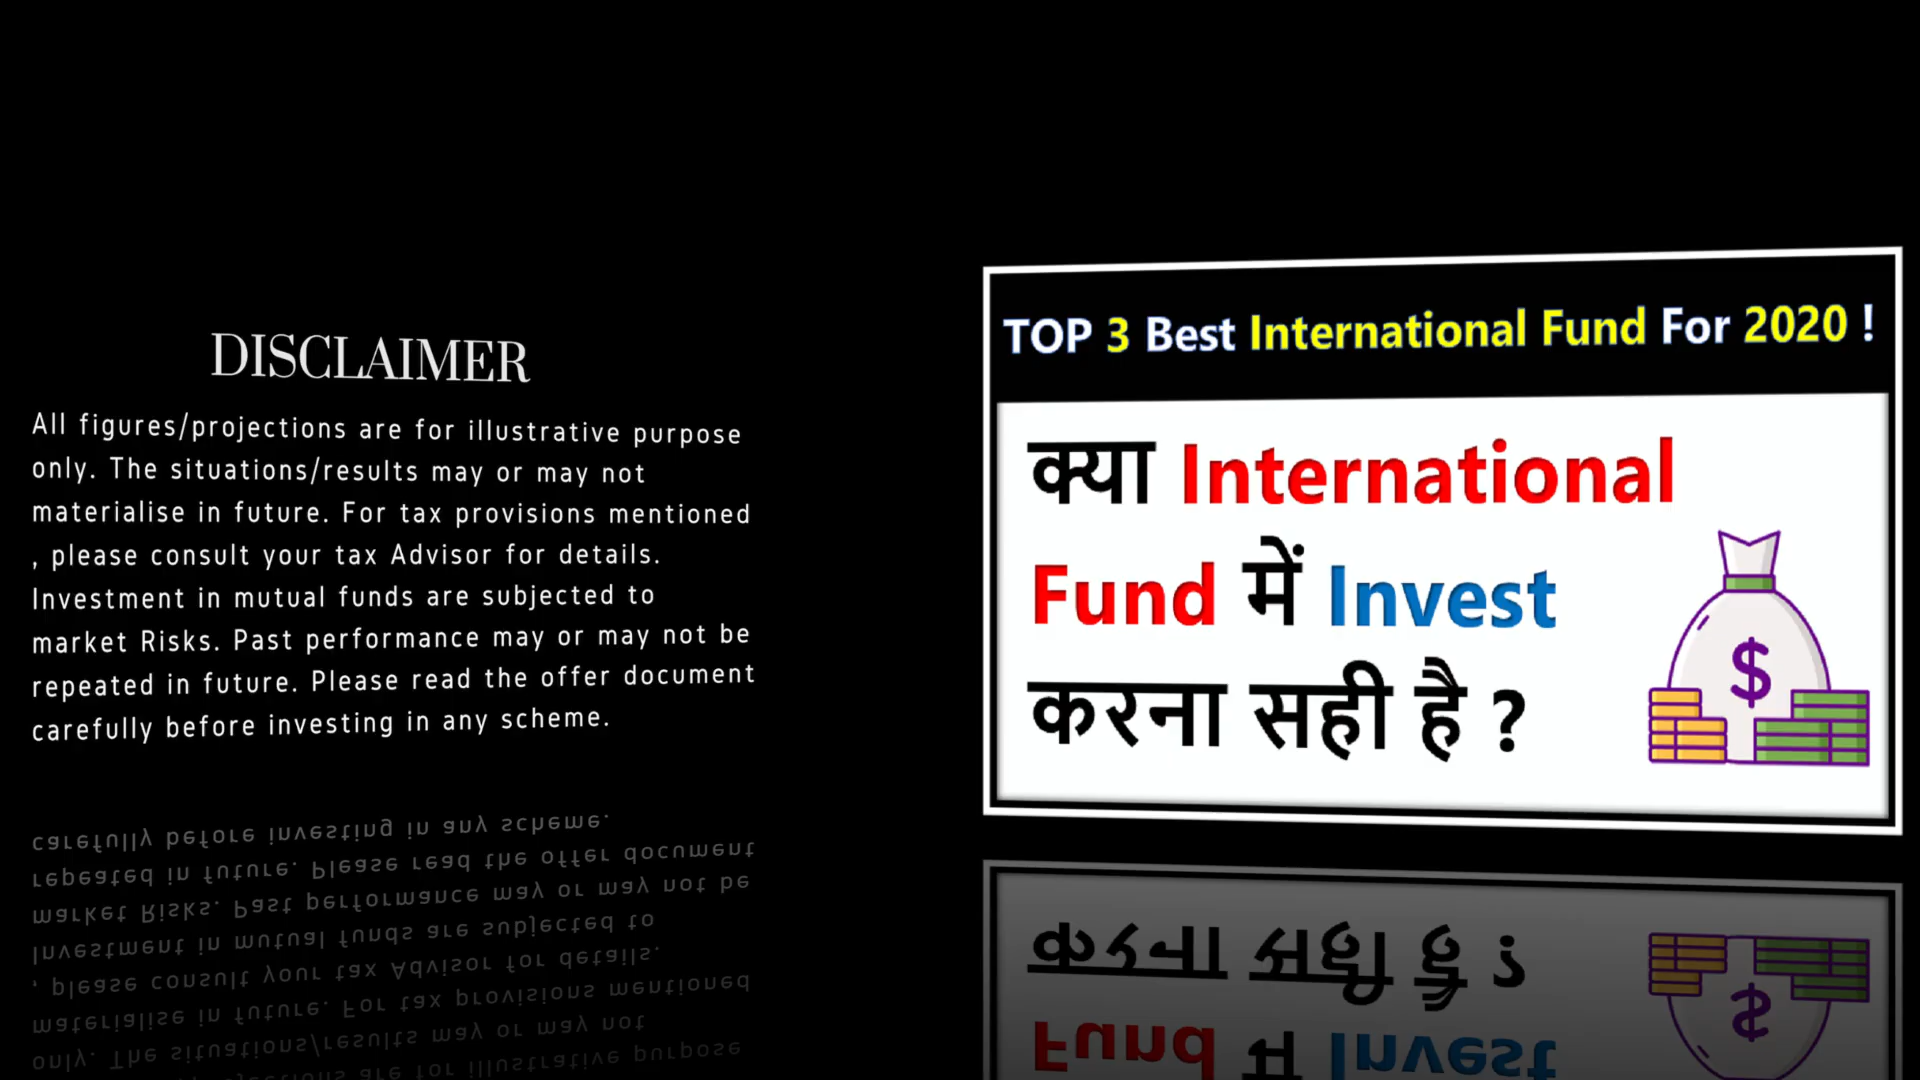 DISCLAIMER
All figures/projections are for illustrative purpose
only. The situations/results may or may not
materialise in future. For tax provisions mentioned
, please consult your tax Advisor for details.
Investment in mutual funds are subjected to
market Risks. Past performance may or may not be
repeated in future. Please read the offer document
carefully before investing in any scheme.
TOP 3 Best International Fund For 2020 !
क्या International
Fund में Invest
करना सही है ?
$